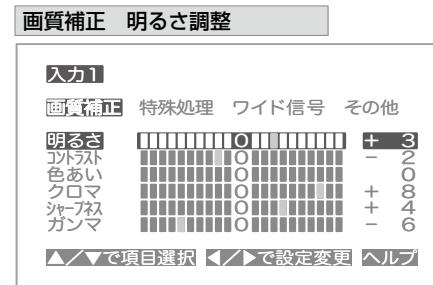 画質補正　明るさ調整
入力1
画質補正　特殊処理　ワイド信号　その他
明るさ　O　＋　3
コントラスト　O　－　2
色あい　O　O
クロマ　O　＋　8
シャープネス　O　＋　4
ガンマ　O　－　6
▲／▼で項目選択　◀／▶で設定変更　ヘルプ